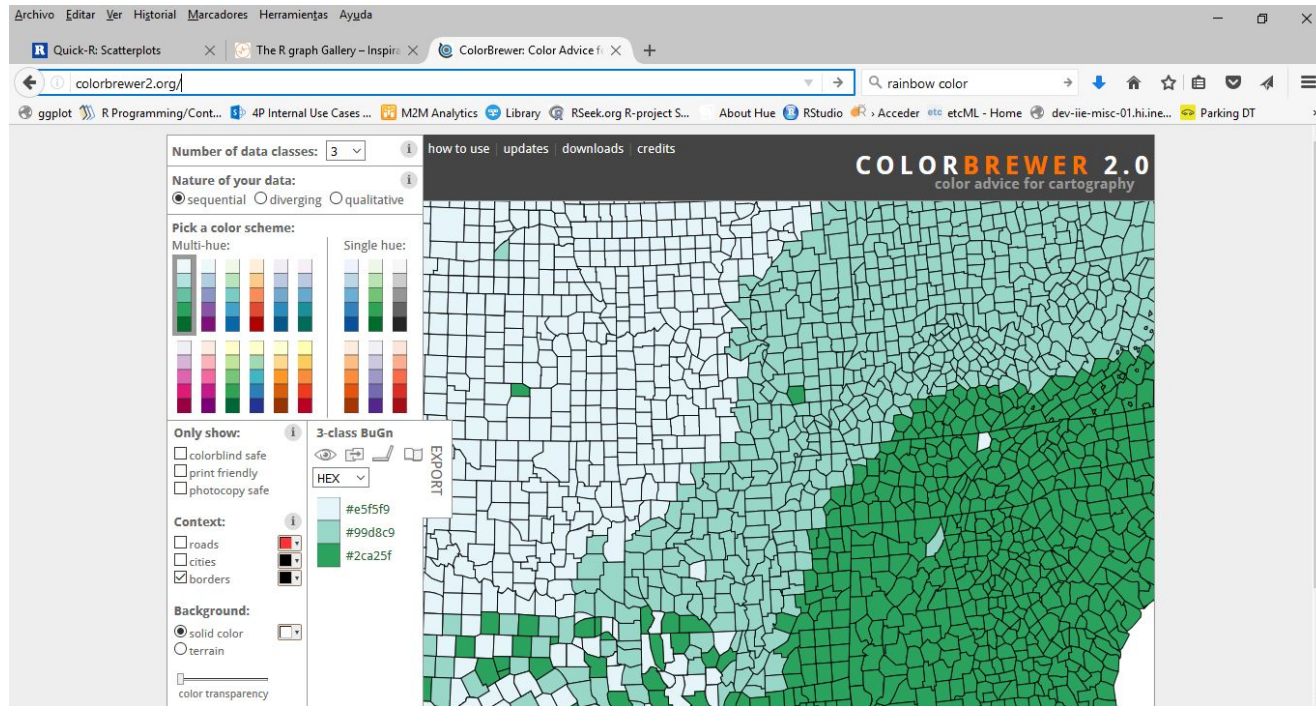 Archivo Editar Ver Historial Marcadores Herramientas Ayuda
Quick-R: Scatterplots
The R graph Gallery – Inspira
ColorBrewer: Color Advice f
colorbrewer2.org/
rainbow color
ggplot
R Programming/Cont...
4P Internal Use Cases ...
M2M Analytics
Library
RSeek.org R-project S...
About Hue
RStudio
› Acceder
etc etcML - Home
dev-iie-misc-01.hi.ine...
Parking DT
Number of data classes: 3
how to use | updates | downloads | credits
COLORBREWER 2.0
color advice for cartography
Nature of your data:
sequential diverging qualitative
Pick a color scheme:
Multi-hue: Single hue:
Only show:
colorblind safe
print friendly
photocopy safe
Context:
roads
cities
borders
Background:
solid color
terrain
color transparency
3-class BuGn
EXPORT
HEX
#e5f5f9
#99d8c9
#2ca25f